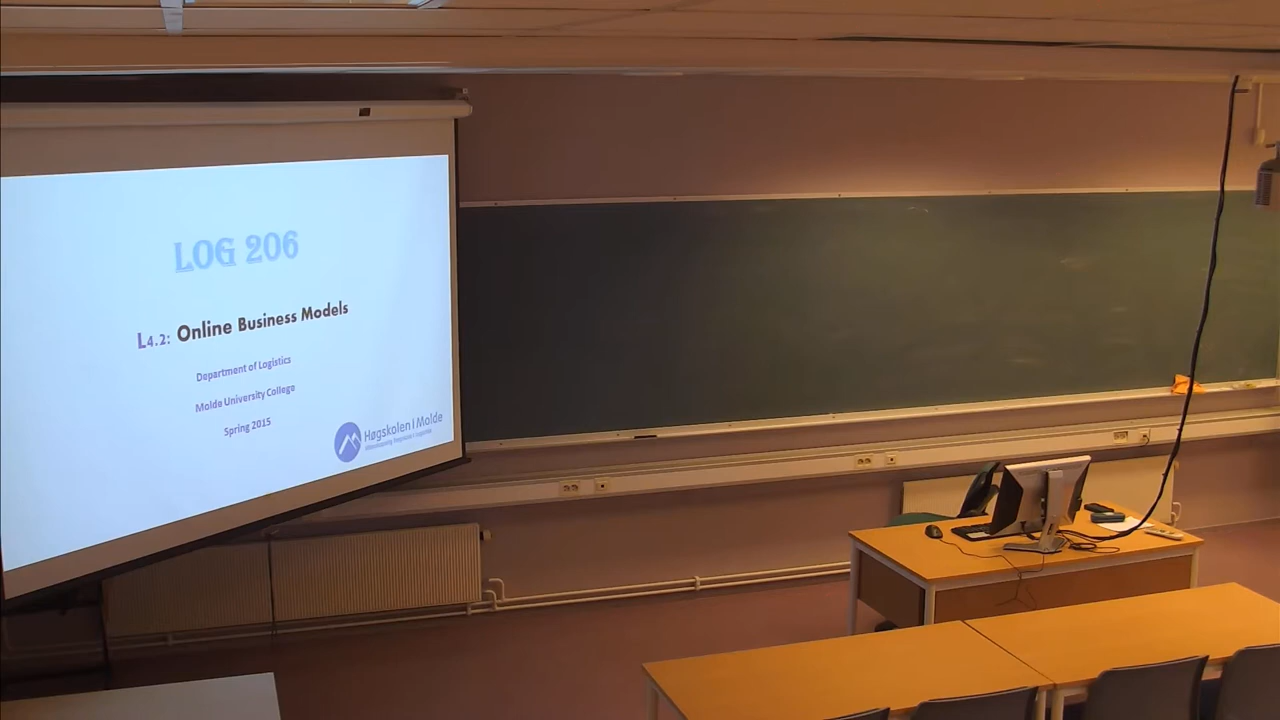 LOG 206
L4.2: Online Business Models
Department of Logistics
Molde University College
Spring 2015
Høgskolen i Molde